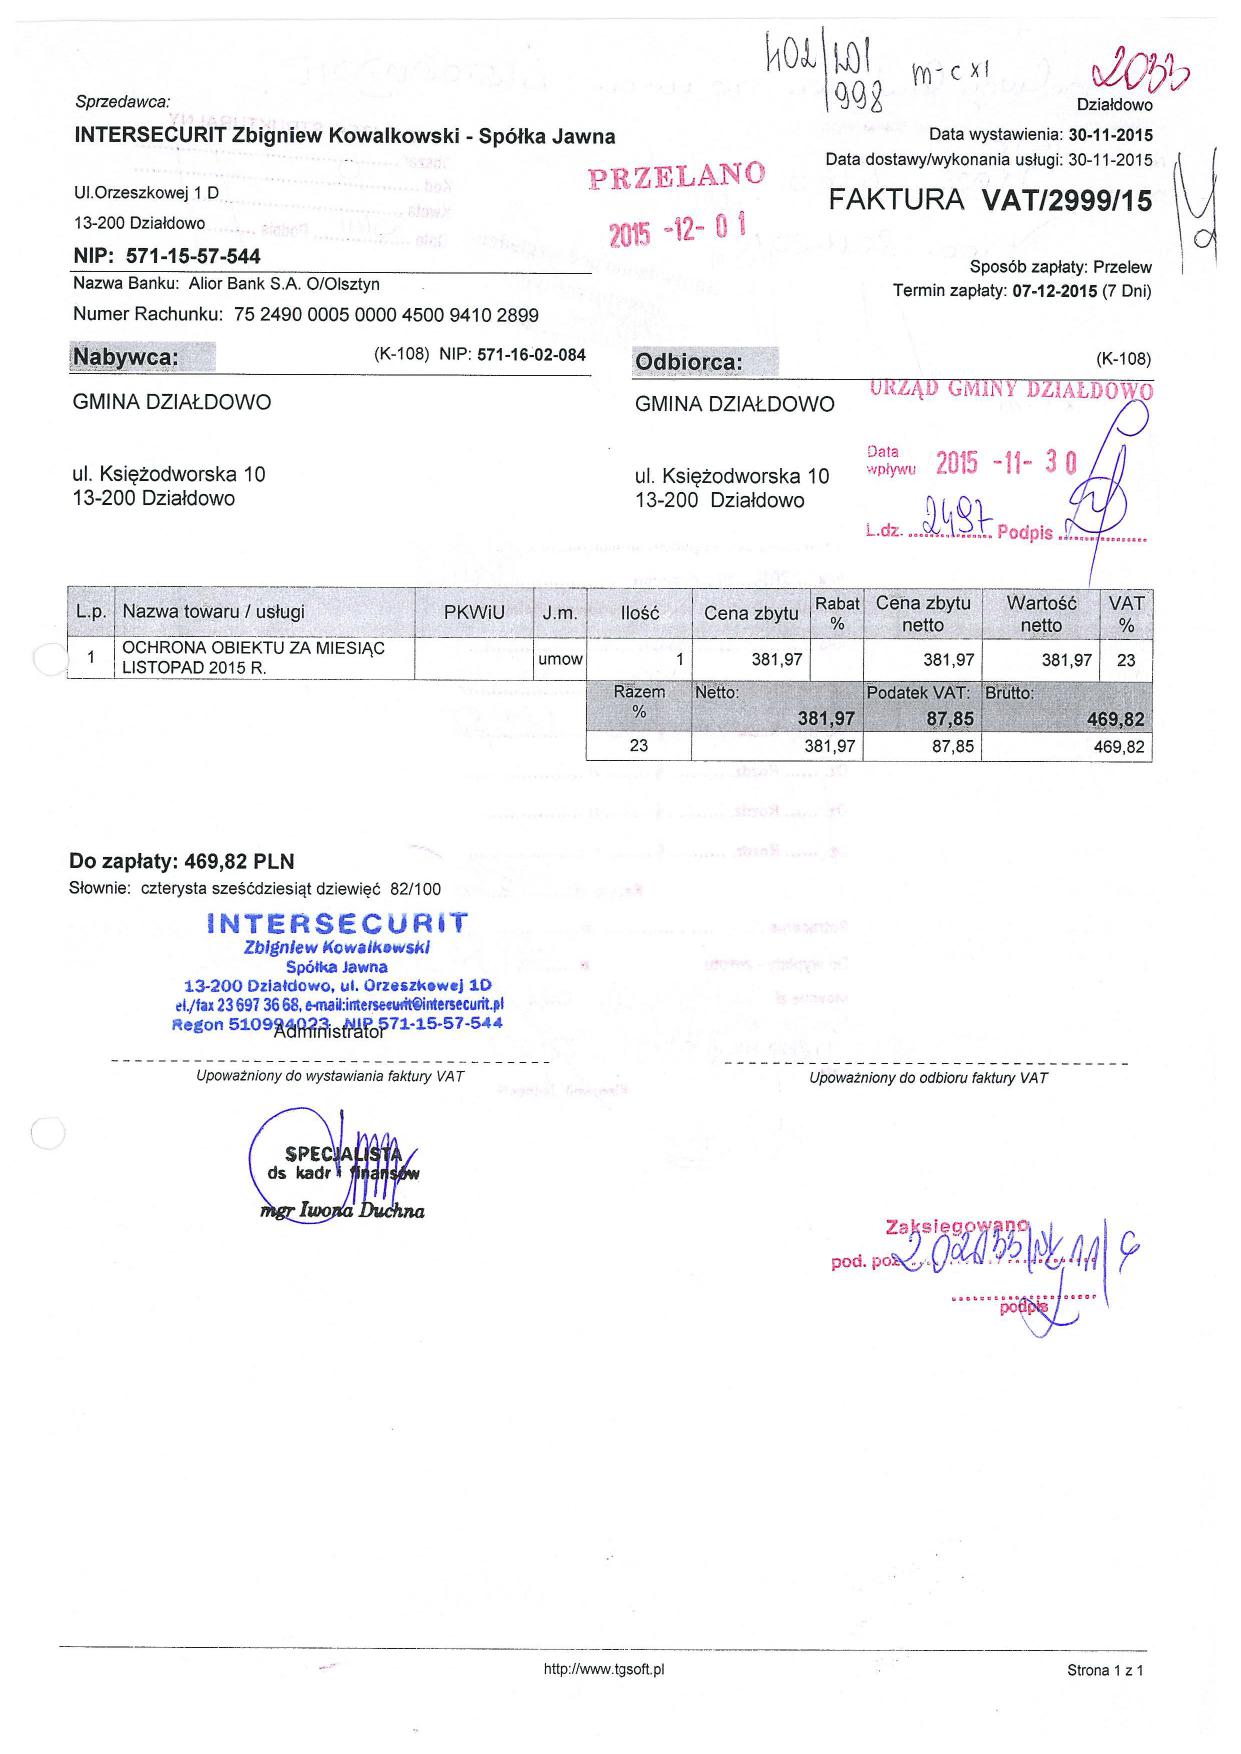 402/401
998
m-c XI
2033
Działdowo
Sprzedawca:
INTERSECURIT Zbigniew Kowalkowski - Spółka Jawna
Data wystawienia: 30-11-2015
Data dostawy/wykonania usługi: 30-11-2015
PRZELANO
2015 -12- 01
FAKTURA VAT/2999/15
Ul.Orzeszkowej 1 D
13-200 Działdowo
NIP: 571-15-57-544
Sposób zapłaty: Przelew
Nazwa Banku: Alior Bank S.A. O/Olsztyn
Termin zapłaty: 07-12-2015 (7 Dni)
Numer Rachunku: 75 2490 0005 0000 4500 9410 2899
Nabywca: (K-108) NIP: 571-16-02-084
Odbiorca: (K-108)
GMINA DZIAŁDOWO
ul. Księżodworska 10
13-200 Działdowo
GMINA DZIAŁDOWO
ul. Księżodworska 10
13-200 Działdowo
URZĄD GMINY DZIAŁDOWO
Data wpływu 2015 -11- 30
L.dz. 2497 Podpis
L.p. Nazwa towaru / usługi PKWiU J.m. Ilość Cena zbytu Rabat % Cena zbytu netto Wartość netto VAT %
1 OCHRONA OBIEKTU ZA MIESIĄC LISTOPAD 2015 R. umow 1 381,97 381,97 381,97 23
Razem % Netto: 381,97 Podatek VAT: 87,85 Brutto: 469,82
23 381,97 87,85 469,82
Do zapłaty: 469,82 PLN
Słownie: czterysta sześćdziesiąt dziewięć 82/100
INTERSECURIT
Zbigniew Kowalkowski
Spółka Jawna
13-200 Działdowo, ul. Orzeszkowej 1D
el./fax 23 697 36 68, e-mail:intersecurit@intersecurit.pl
Regon 510994023 NIP 571-15-57-544
Administrator
Upoważniony do wystawiania faktury VAT
Upoważniony do odbioru faktury VAT
SPECJALISTA
ds kadr i finansów
mgr Iwona Duchna
Zaksięgowano
pod. poz
podpis
http://www.tgsoft.pl
Strona 1 z 1